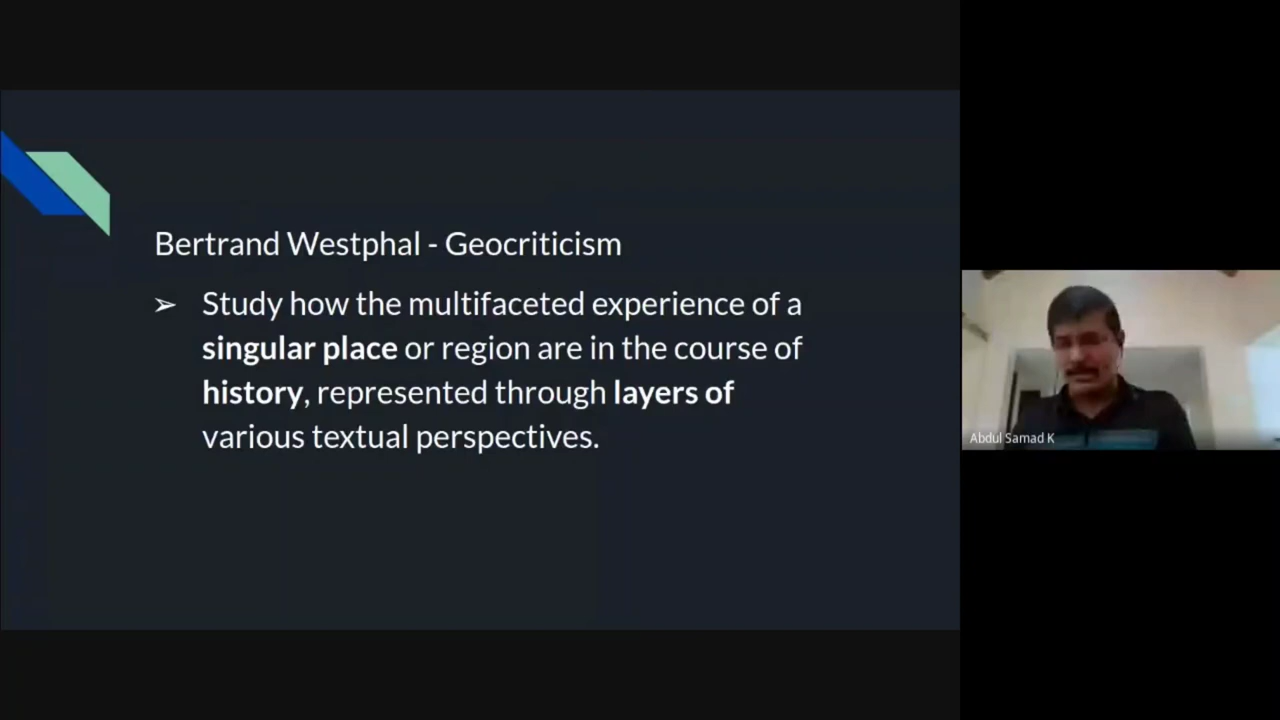 Bertrand Westphal - Geocriticism
➢ Study how the multifaceted experience of a
singular place or region are in the course of
history, represented through layers of
various textual perspectives.
Abdul Samad K